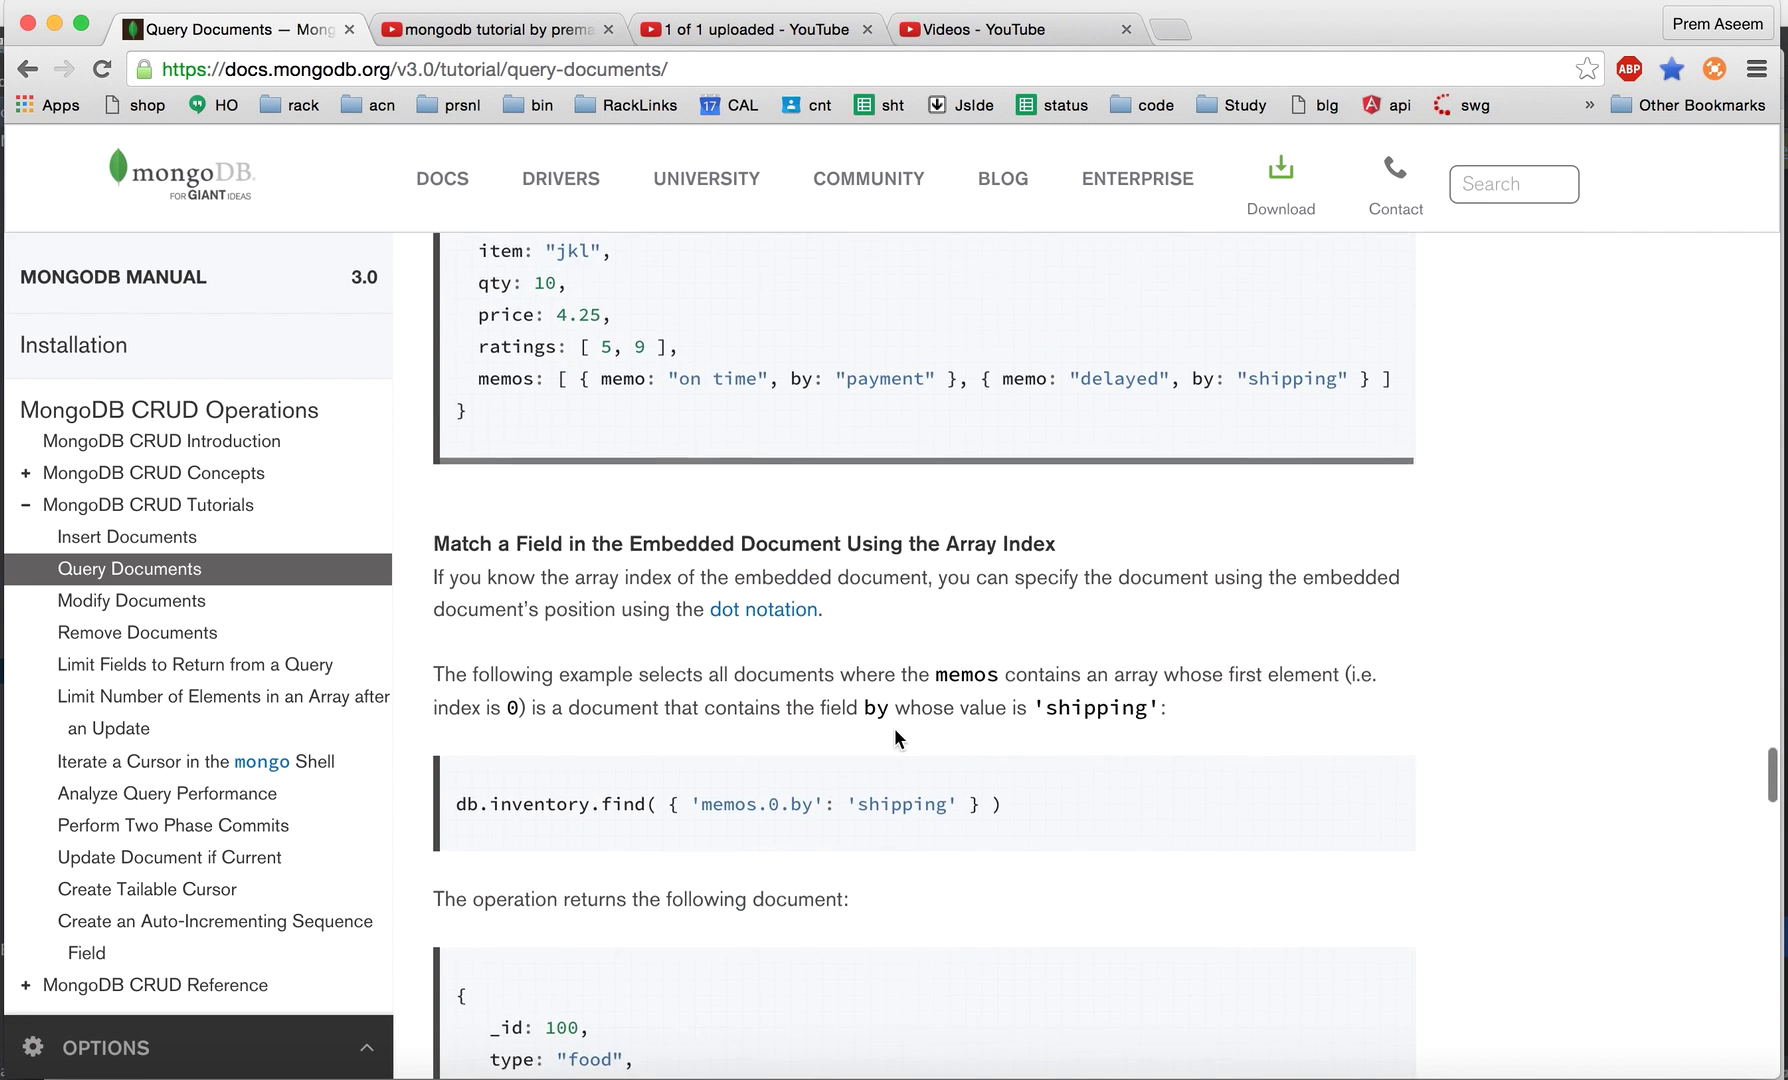 Query Documents — Mong
mongodb tutorial by prema
1 of 1 uploaded - YouTube
Videos - YouTube
Prem Aseem
https://docs.mongodb.org/v3.0/tutorial/query-documents/
ABP
Apps shop HO rack acn prsnl bin RackLinks 17 CAL cnt sht Jslde status code Study blg api swg » Other Bookmarks
mongoDB.
FOR GIANT IDEAS
DOCS DRIVERS UNIVERSITY COMMUNITY BLOG ENTERPRISE
Download
Contact
Search
MONGODB MANUAL 3.0
Installation
MongoDB CRUD Operations
MongoDB CRUD Introduction
+ MongoDB CRUD Concepts
– MongoDB CRUD Tutorials
Insert Documents
Query Documents
Modify Documents
Remove Documents
Limit Fields to Return from a Query
Limit Number of Elements in an Array after
an Update
Iterate a Cursor in the mongo Shell
Analyze Query Performance
Perform Two Phase Commits
Update Document if Current
Create Tailable Cursor
Create an Auto-Incrementing Sequence
Field
+ MongoDB CRUD Reference
OPTIONS
item: "jkl",
qty: 10,
price: 4.25,
ratings: [ 5, 9 ],
memos: [ { memo: "on time", by: "payment" }, { memo: "delayed", by: "shipping" } ]
}
Match a Field in the Embedded Document Using the Array Index
If you know the array index of the embedded document, you can specify the document using the embedded
document's position using the dot notation.
The following example selects all documents where the memos contains an array whose first element (i.e.
index is 0) is a document that contains the field by whose value is 'shipping':
db.inventory.find( { 'memos.0.by': 'shipping' } )
The operation returns the following document:
{
_id: 100,
type: "food",